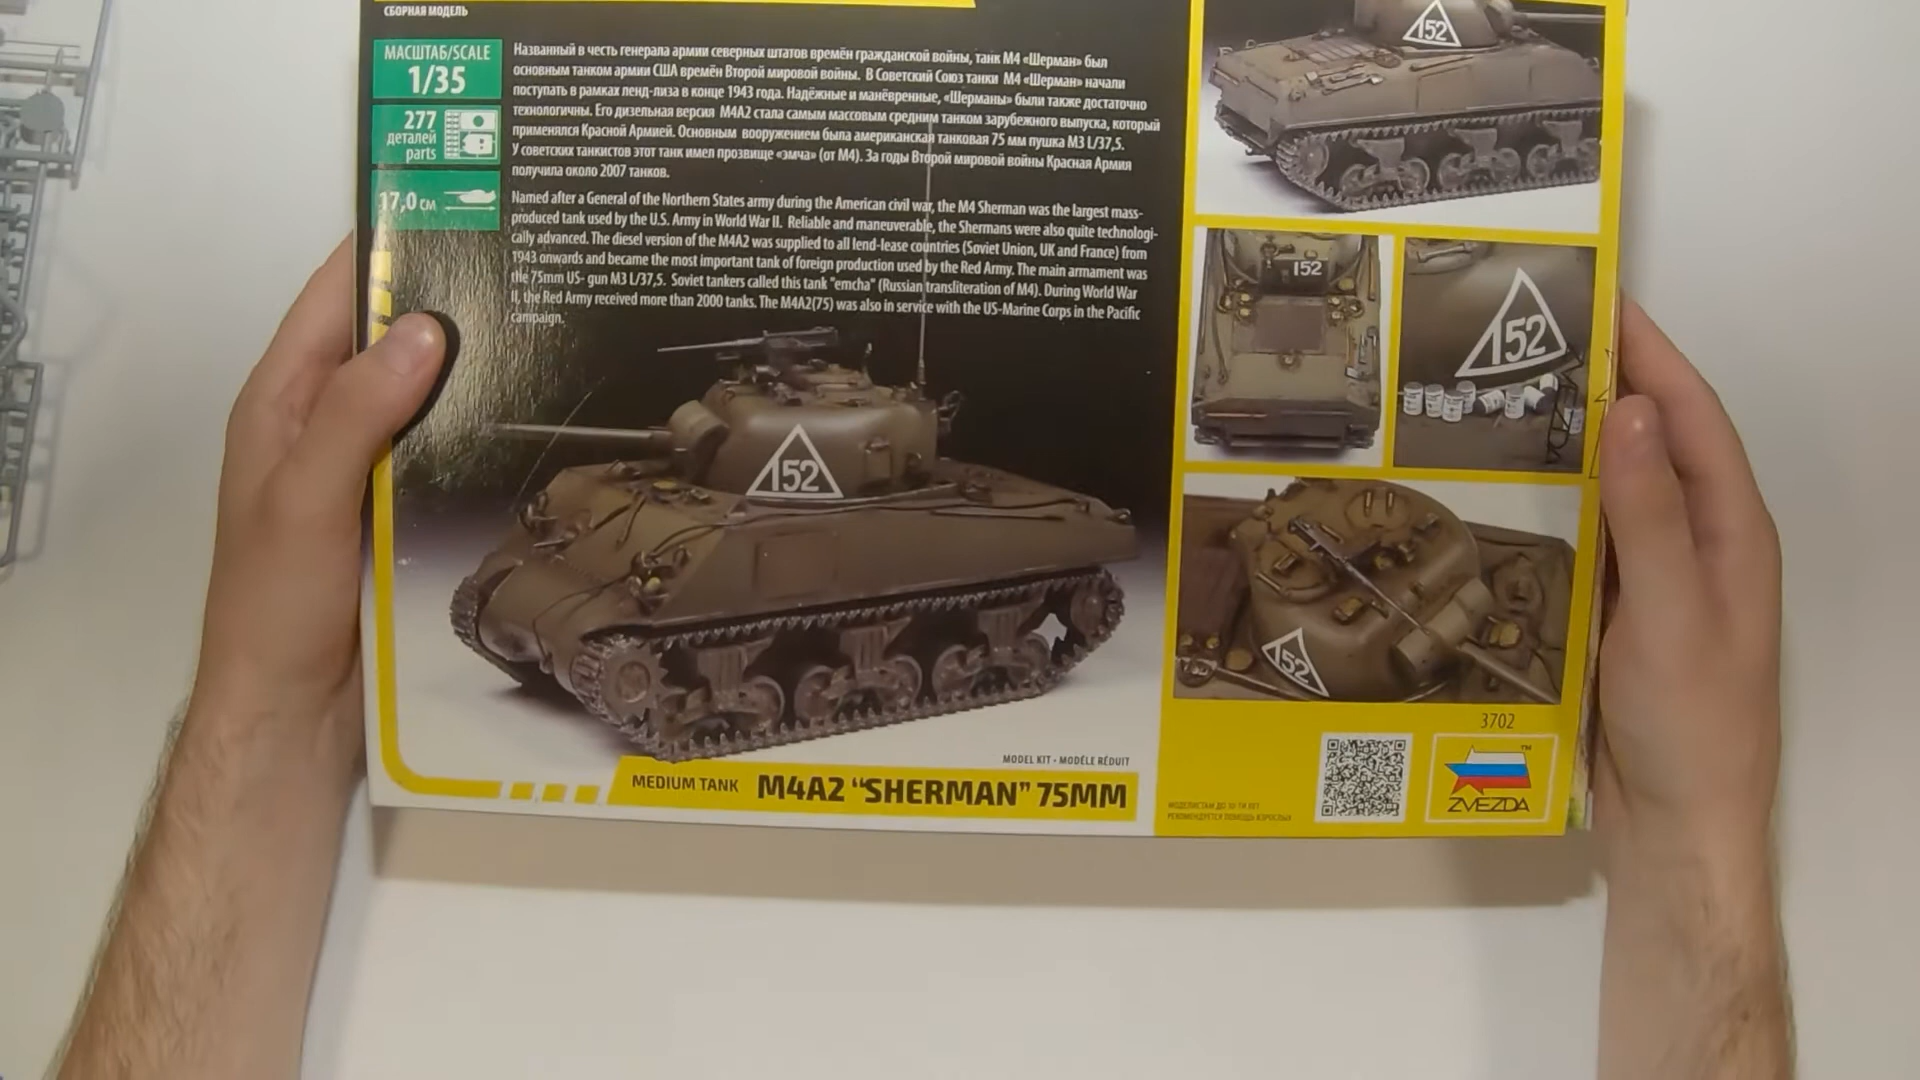 СБОРНАЯ МОДЕЛЬ
МАСШТАБ/SCALE
1/35
277
деталей
parts
17,0 см
Названный в честь генерала армии северных штатов времён гражданской войны, танк М4 «Шерман» был
основным танком армии США времён Второй мировой войны. В Советский Союз танки М4 «Шерман» начали
поступать в рамках ленд-лиза в конце 1943 года. Надёжные и манёвренные, «Шерманы» были также достаточно
технологичны. Его дизельная версия М4А2 стала самым массовым средним танком зарубежного выпуска, который
применялся Красной Армией. Основным вооружением была американская танковая 75 мм пушка М3 L/37,5.
У советских танкистов этот танк имел прозвище «эмча» (от М4). За годы Второй мировой войны Красная Армия
получила около 2007 танков.
Named after a General of the Northern States army during the American civil war, the M4 Sherman was the largest mass-
produced tank used by the U.S. Army in World War II. Reliable and maneuverable, the Shermans were also quite technologi-
cally advanced. The diesel version of the M4A2 was supplied to all lend-lease countries (Soviet Union, UK and France) from
1943 onwards and became the most important tank of foreign production used by the Red Army. The main armament was
the 75mm US- gun M3 L/37,5. Soviet tankers called this tank "emcha" (Russian transliteration of M4). During World War
II, the Red Army received more than 2000 tanks. The M4A2(75) was also in service with the US-Marine Corps in the Pacific
campaign.
152
152
152
152
152
MODEL KIT - MODÈLE RÉDUIT
MEDIUM TANK M4A2 “SHERMAN” 75MM
3702
МОДЕЛИСТАМ ДО 10-ТИ ЛЕТ
РЕКОМЕНДУЕТСЯ ПОМОЩЬ ВЗРОСЛЫХ
TM
ZVEZDA